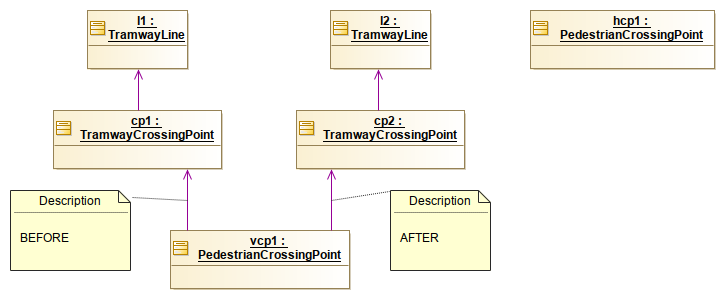 l1 :
TramwayLine
l2 :
TramwayLine
hcp1 :
PedestrianCrossingPoint
cp1 :
TramwayCrossingPoint
cp2 :
TramwayCrossingPoint
Description
BEFORE
Description
AFTER
vcp1 :
PedestrianCrossingPoint